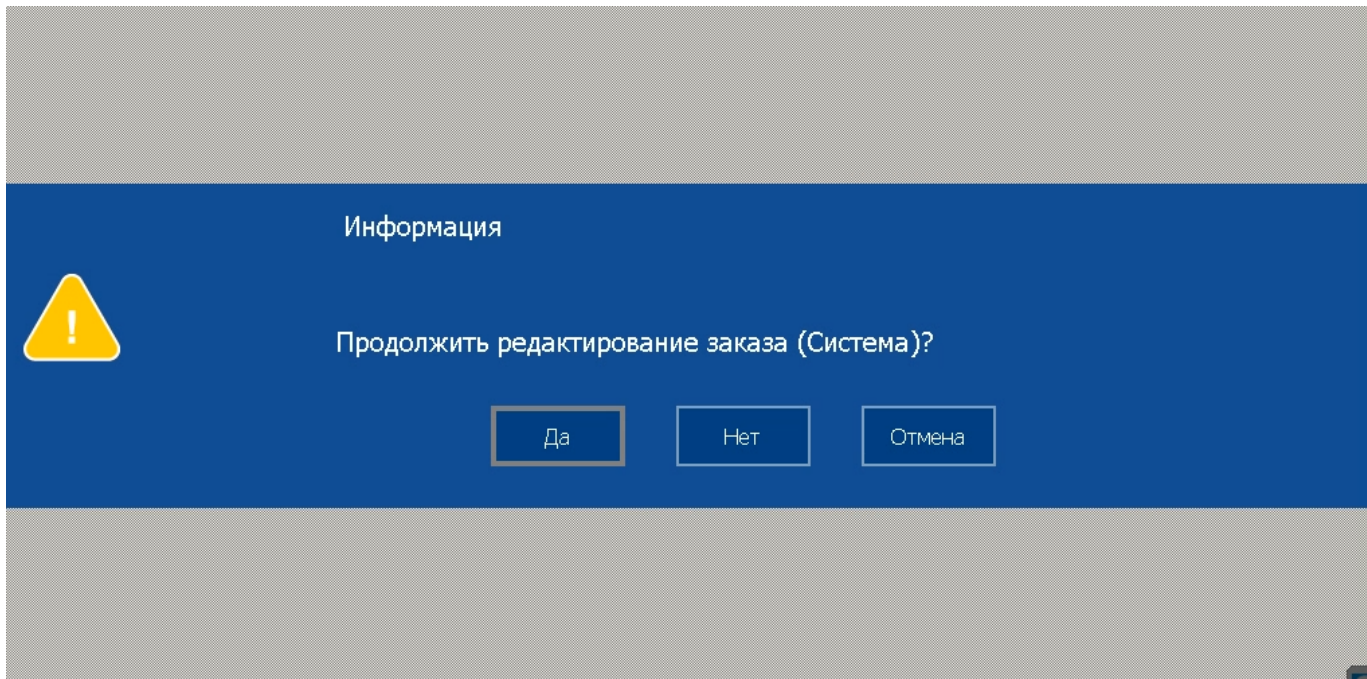 Информация
!
Продолжить редактирование заказа (Система)?
Да
Нет
Отмена